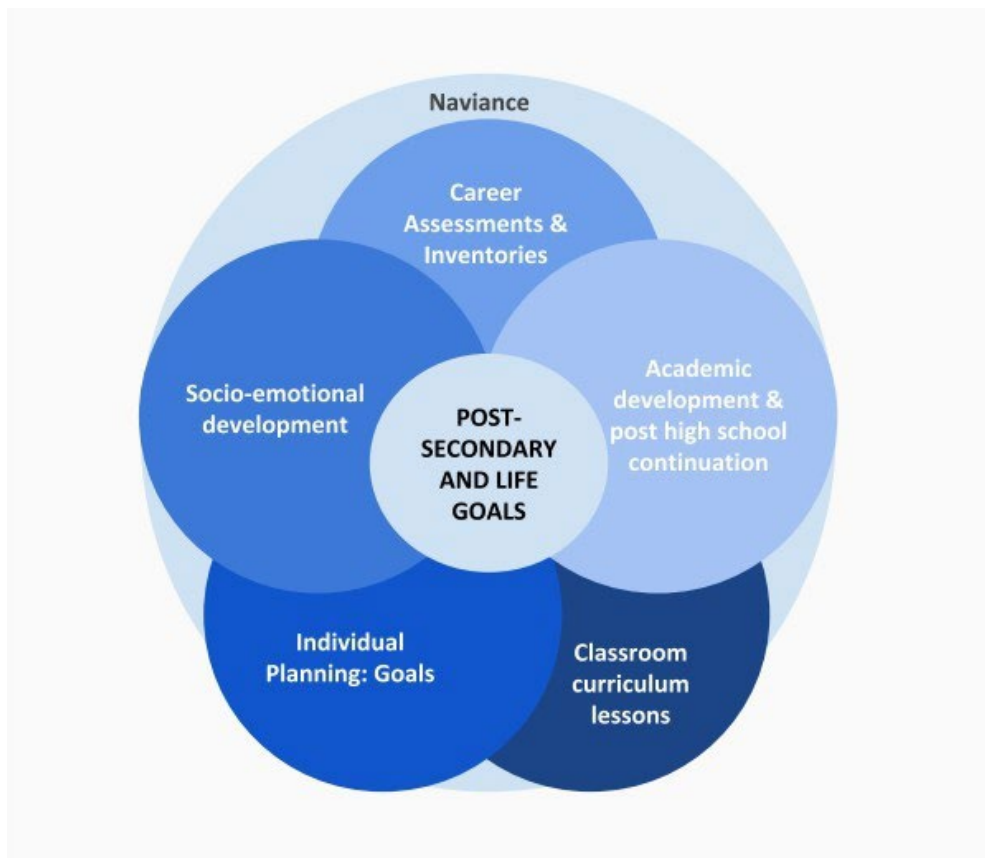 Naviance
Career
Assessments &
Inventories
Socio-emotional
development
Academic
development &
post high school
continuation
POST-
SECONDARY
AND LIFE
GOALS
Individual
Planning: Goals
Classroom
curriculum
lessons